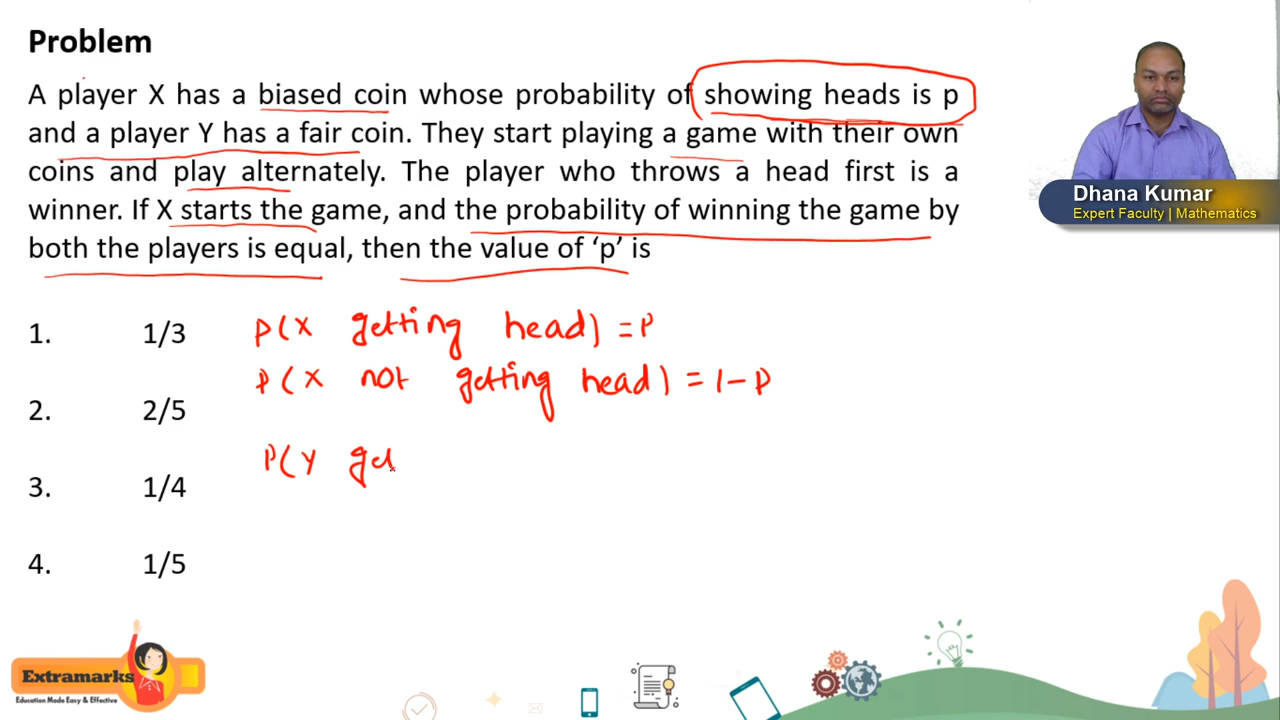 Problem
A player X has a biased coin whose probability of showing heads is p
and a player Y has a fair coin. They start playing a game with their own
coins and play alternately. The player who throws a head first is a
winner. If X starts the game, and the probability of winning the game by
both the players is equal, then the value of ‘p’ is
1. 1/3
2. 2/5
3. 1/4
4. 1/5
P(X getting head) = P
P(X not getting head) = 1-P
P(Y get
Dhana Kumar
Expert Faculty | Mathematics
Extramarks
Education Made Easy & Effective